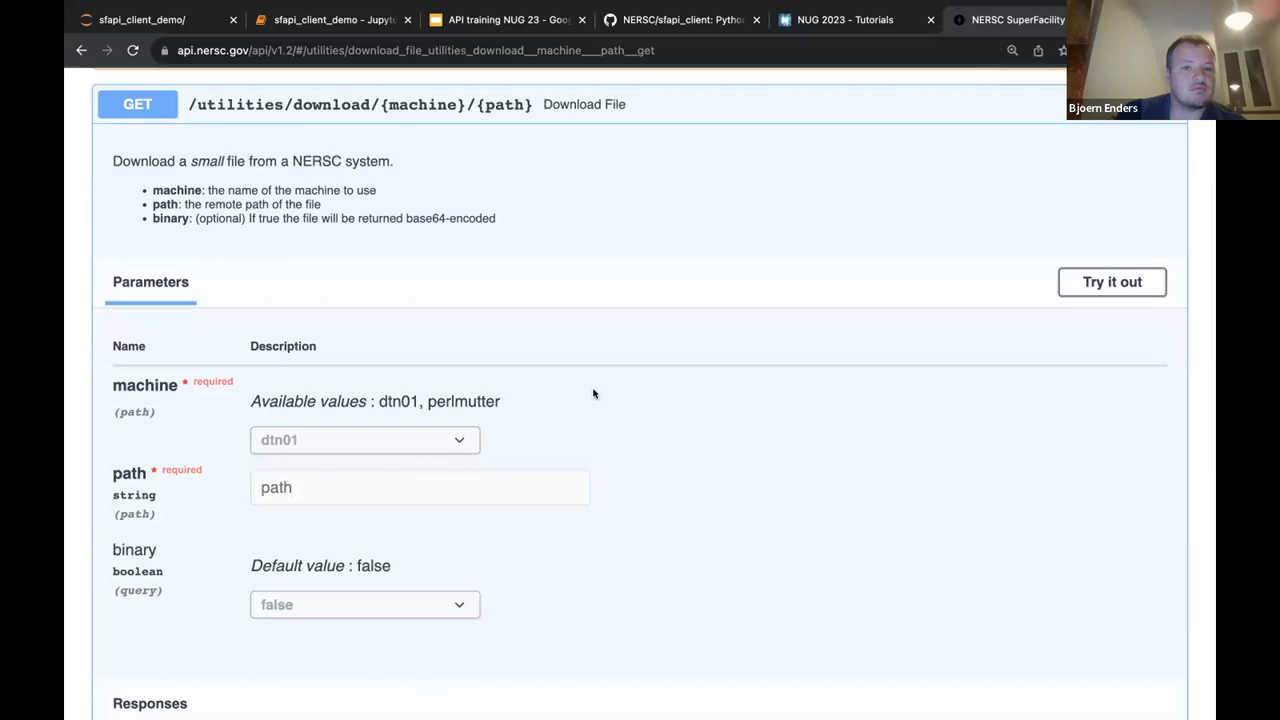 sfapi_client_demo/
sfapi_client_demo - Jupyte
API training NUG 23 - Goo
NERSC/sfapi_client: Python
NUG 2023 - Tutorials
NERSC SuperFacility
api.nersc.gov/api/v1.2/#/utilities/download_file_utilities_download__machine___path__get
Bjoern Enders
GET /utilities/download/{machine}/{path} Download File
Download a small file from a NERSC system.
• machine: the name of the machine to use
• path: the remote path of the file
• binary: (optional) If true the file will be returned base64-encoded
Parameters
Try it out
Name Description
machine * required
(path)
Available values : dtn01, perlmutter
dtn01
path * required
string
(path)
path
binary
boolean
(query)
Default value : false
false
Responses